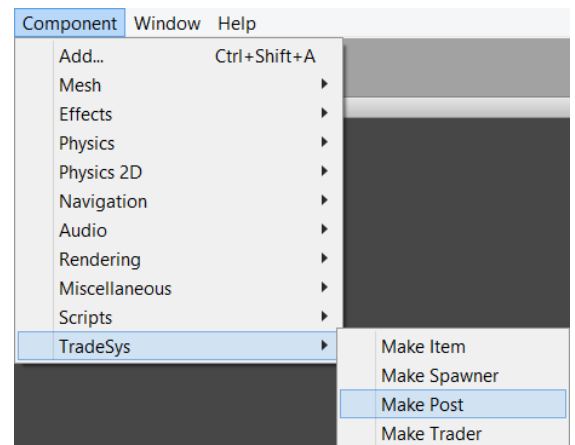 Component Window Help
Add... Ctrl+Shift+A
Mesh
Effects
Physics
Physics 2D
Navigation
Audio
Rendering
Miscellaneous
Scripts
TradeSys
Make Item
Make Spawner
Make Post
Make Trader